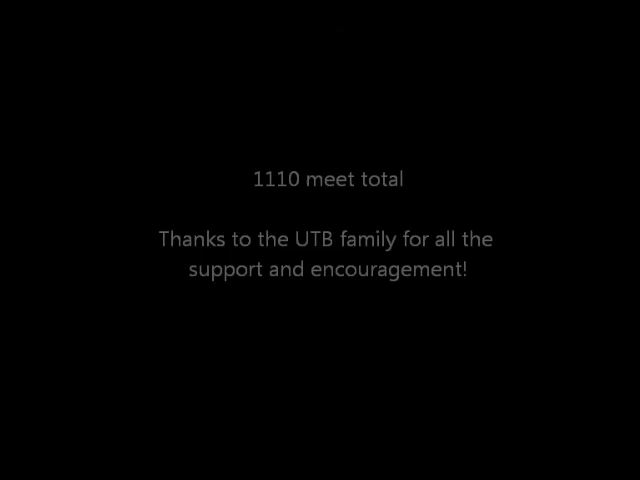 1110 meet total
Thanks to the UTB family for all the
support and encouragement!